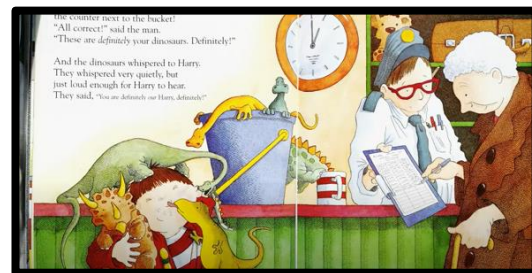 the counter next to the bucket!
"All correct!" said the man.
"These are definitely your dinosaurs. Definitely!"
And the dinosaurs whispered to Harry.
They whispered very quietly, but
just loud enough for Harry to hear.
They said, "You are definitely our Harry, definitely!"